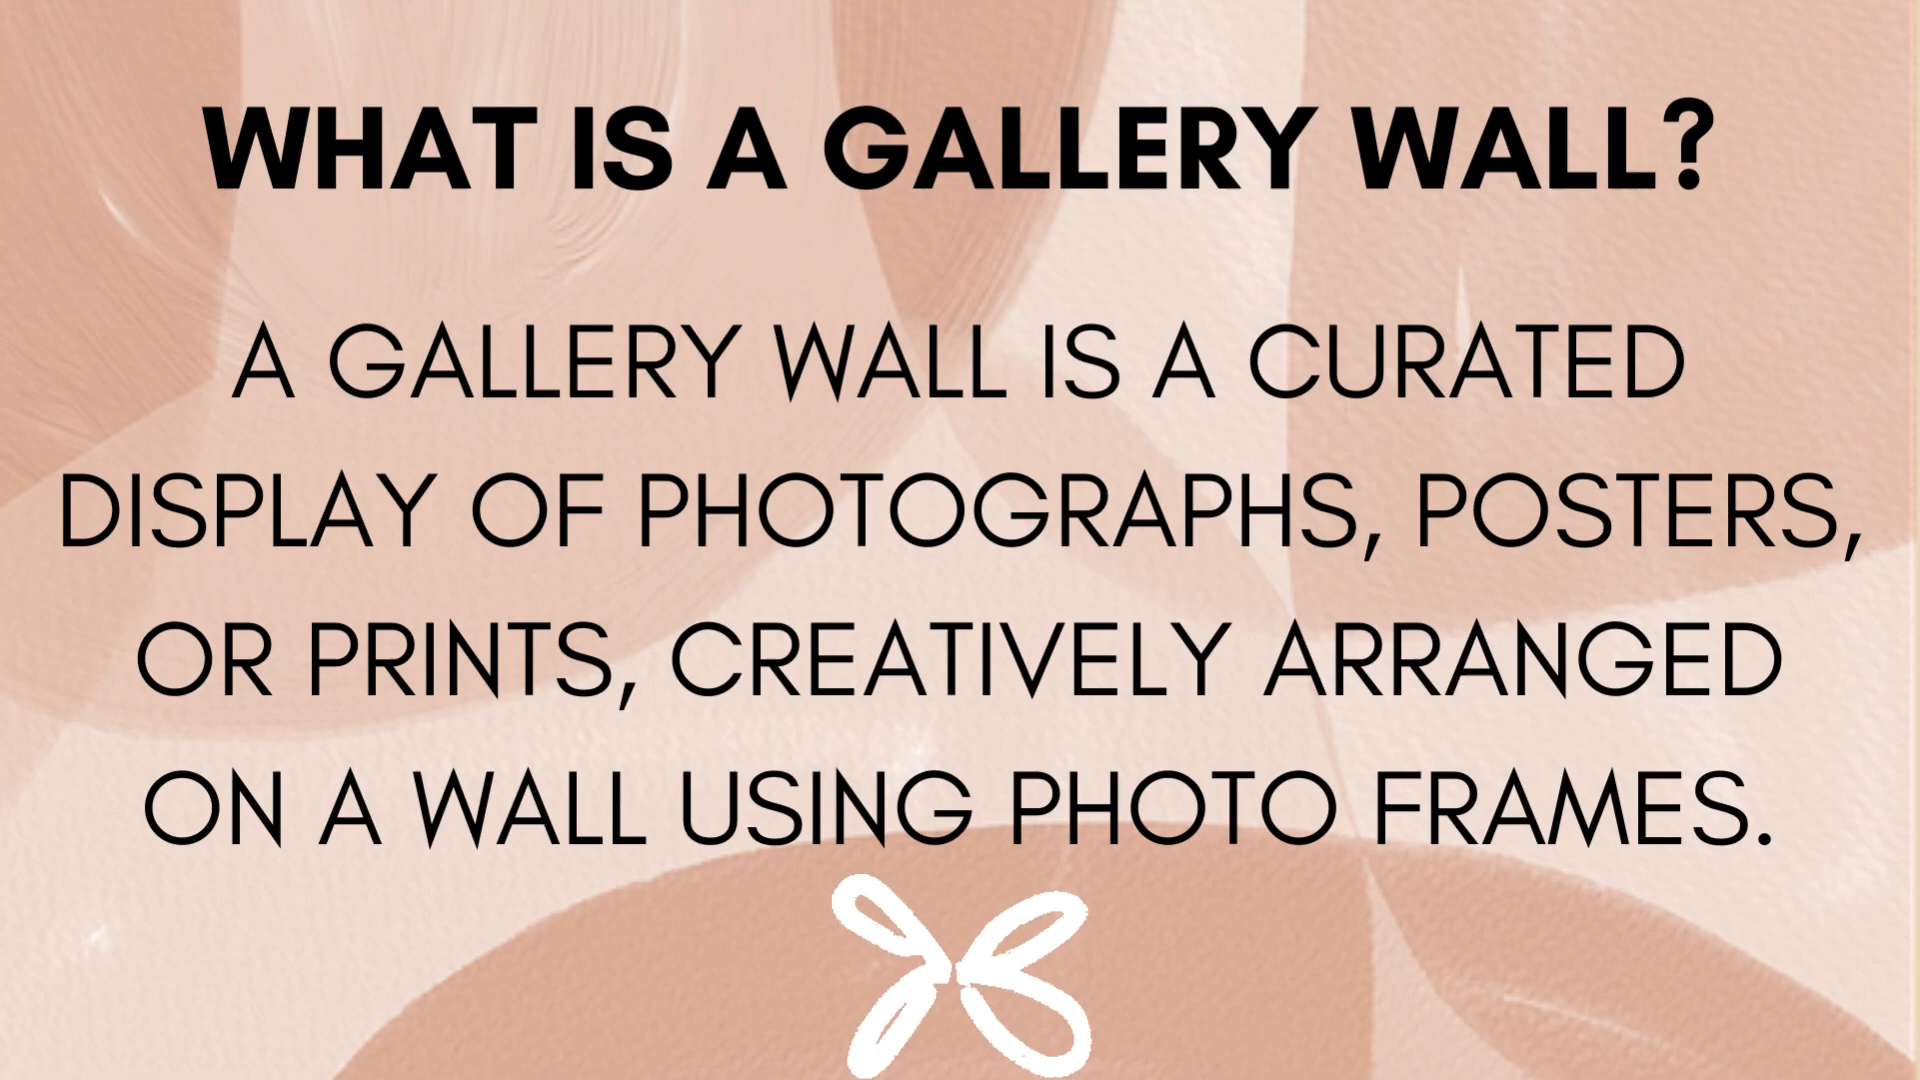 WHAT IS A GALLERY WALL?
A GALLERY WALL IS A CURATED
DISPLAY OF PHOTOGRAPHS, POSTERS,
OR PRINTS, CREATIVELY ARRANGED
ON A WALL USING PHOTO FRAMES.